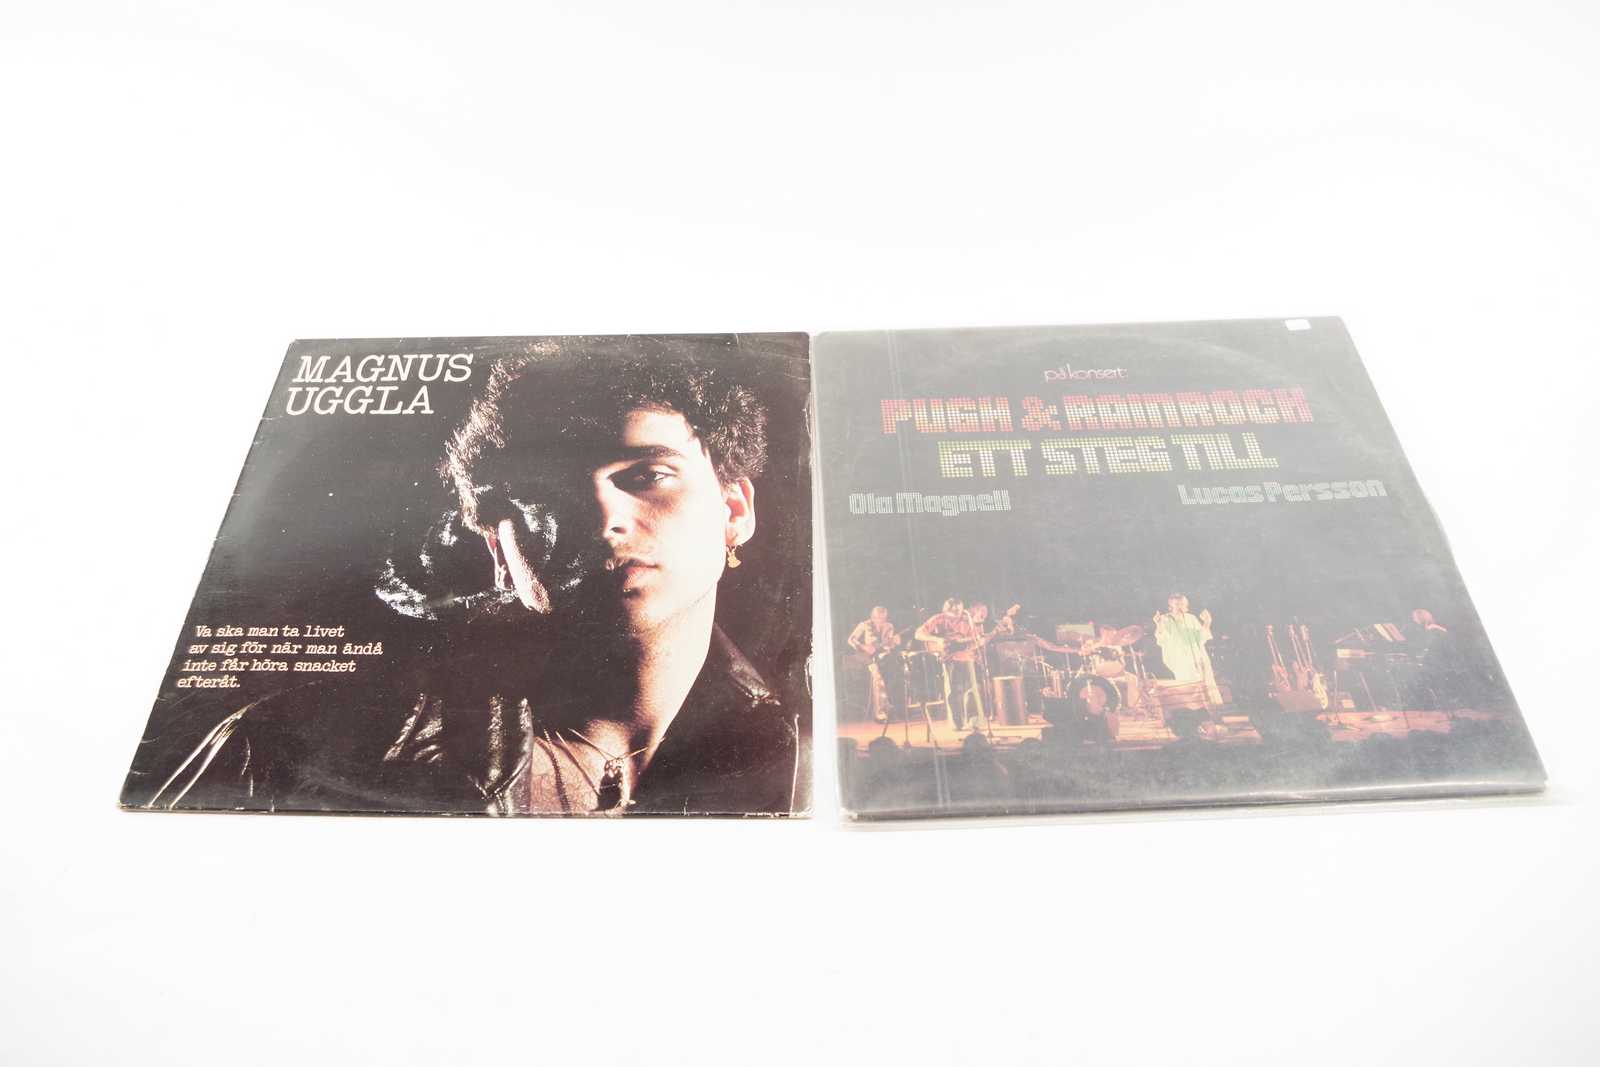 MAGNUS
UGGLA
Va ska man ta livet
av sig för när man ändå
inte får höra snacket
efteråt.
på konsert:
PUGH & RAINROCK
ETT STEG TILL
Ola Magnell
Lucas Persson